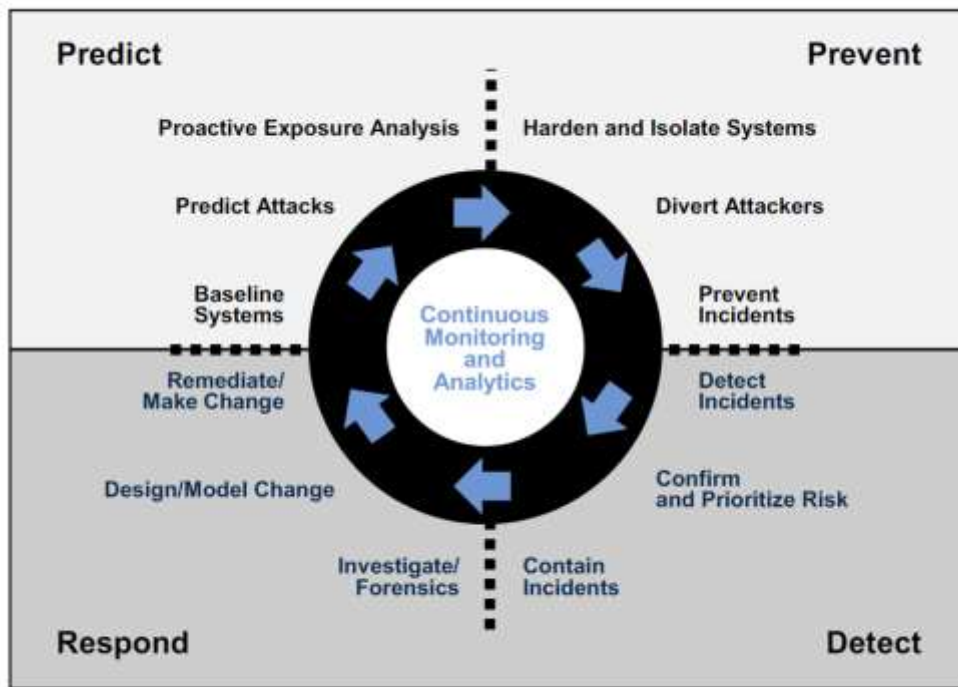 Predict
Prevent
Proactive Exposure Analysis
Harden and Isolate Systems
Predict Attacks
Divert Attackers
Baseline
Systems
Prevent
Incidents
Continuous
Monitoring
and
Analytics
Remediate/
Make Change
Detect
Incidents
Design/Model Change
Confirm
and Prioritize Risk
Investigate/
Forensics
Contain
Incidents
Respond
Detect